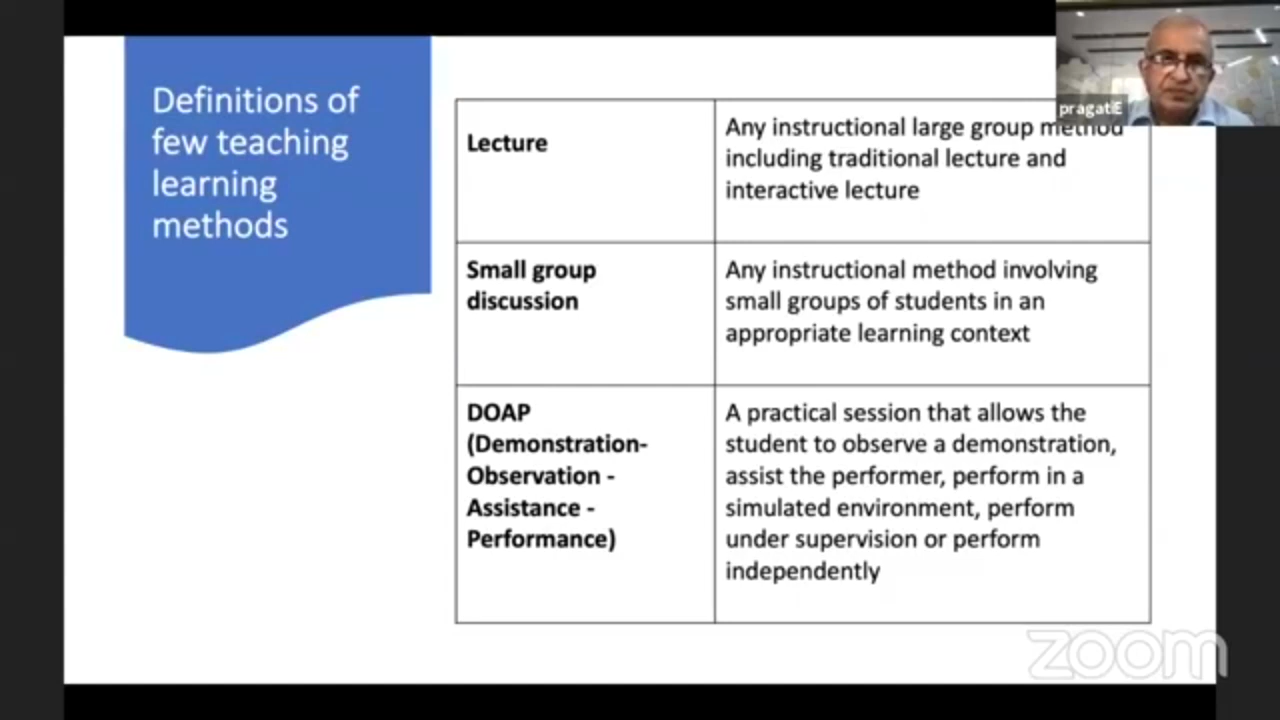 Definitions of
few teaching
learning
methods
Lecture
Any instructional large group method
including traditional lecture and
interactive lecture
Small group
discussion
Any instructional method involving
small groups of students in an
appropriate learning context
DOAP
(Demonstration-
Observation -
Assistance -
Performance)
A practical session that allows the
student to observe a demonstration,
assist the performer, perform in a
simulated environment, perform
under supervision or perform
independently
pragatiE
zoom